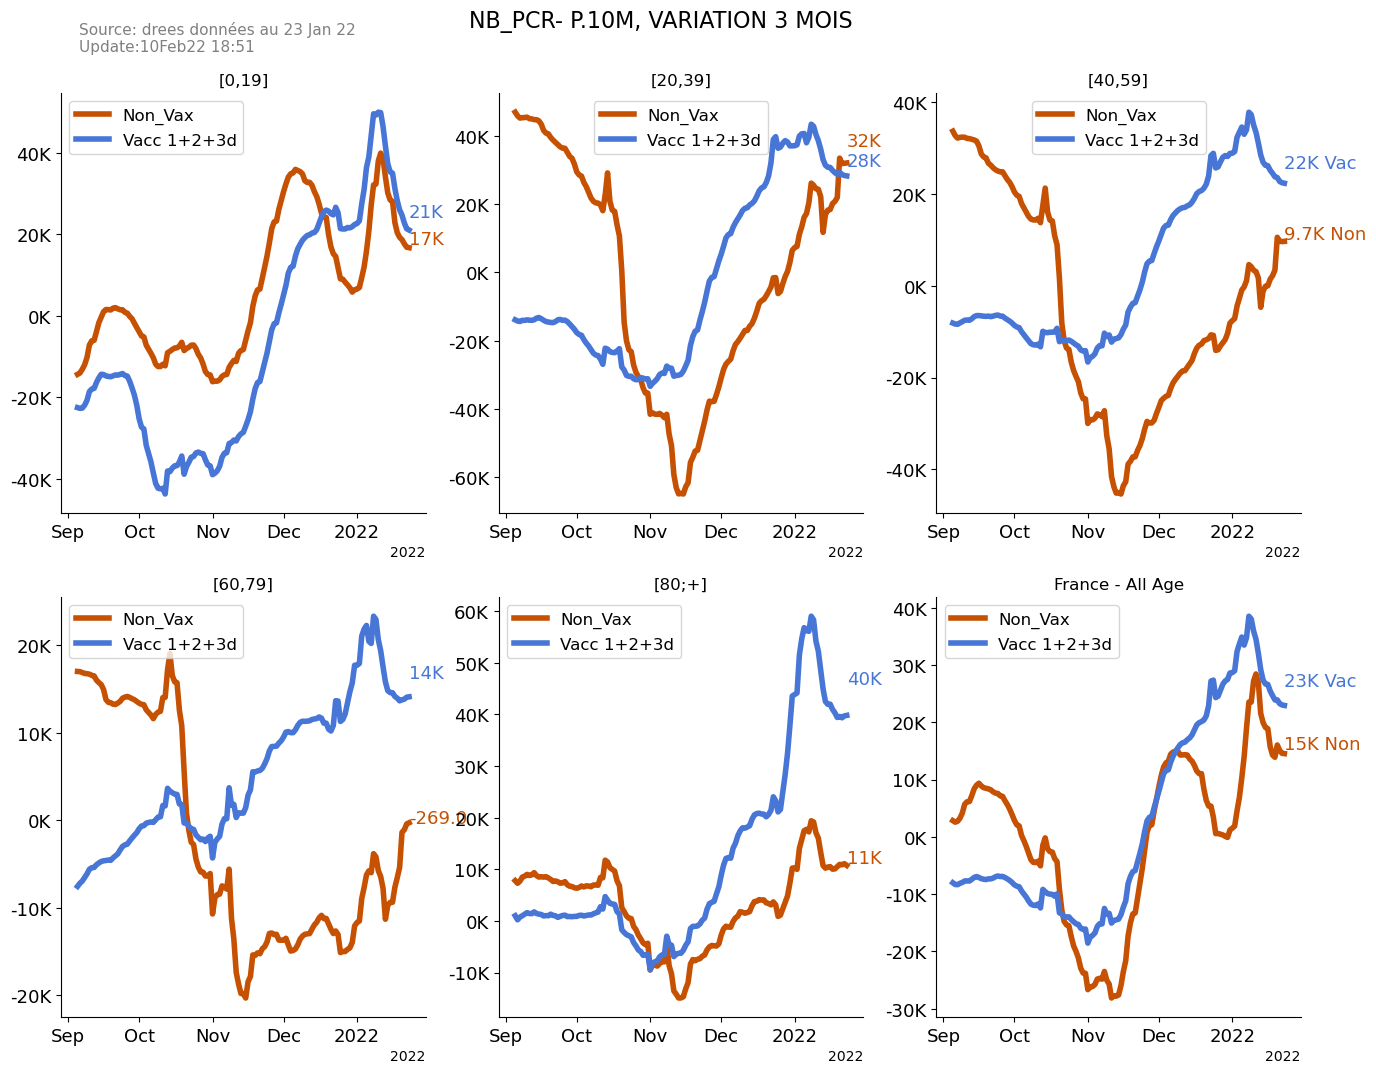 NB_PCR- P.10M, VARIATION 3 MOIS
Source: drees données au 23 Jan 22
Update:10Feb22 18:51
[0,19]
Non_Vax
Vacc 1+2+3d
40K
20K
0K
-20K
-40K
21K
17K
Sep Oct Nov Dec 2022
2022
[20,39]
Non_Vax
Vacc 1+2+3d
40K
20K
0K
-20K
-40K
-60K
32K
28K
Sep Oct Nov Dec 2022
2022
[40,59]
Non_Vax
Vacc 1+2+3d
40K
20K
0K
-20K
-40K
22K Vac
9.7K Non
Sep Oct Nov Dec 2022
2022
[60,79]
Non_Vax
Vacc 1+2+3d
20K
10K
0K
-10K
-20K
14K
-269.0
Sep Oct Nov Dec 2022
2022
[80;+]
Non_Vax
Vacc 1+2+3d
60K
50K
40K
30K
20K
10K
0K
-10K
40K
11K
Sep Oct Nov Dec 2022
2022
France - All Age
Non_Vax
Vacc 1+2+3d
40K
30K
20K
10K
0K
-10K
-20K
-30K
23K Vac
15K Non
Sep Oct Nov Dec 2022
2022